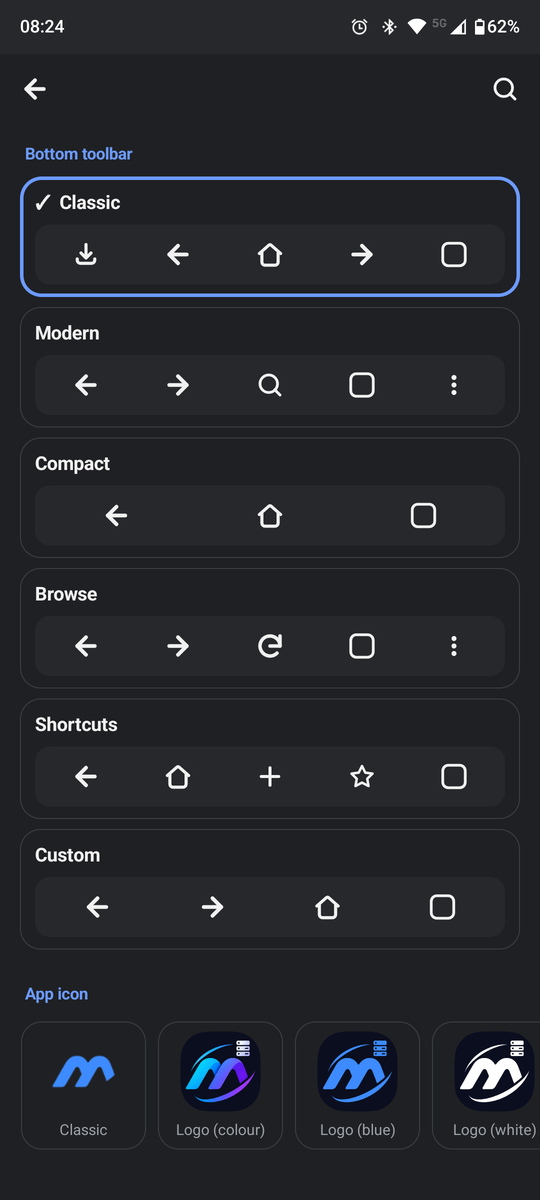 08:24
5G
62%
Bottom toolbar
✓ Classic
Modern
Compact
Browse
Shortcuts
Custom
App icon
Classic
Logo (colour)
Logo (blue)
Logo (white)